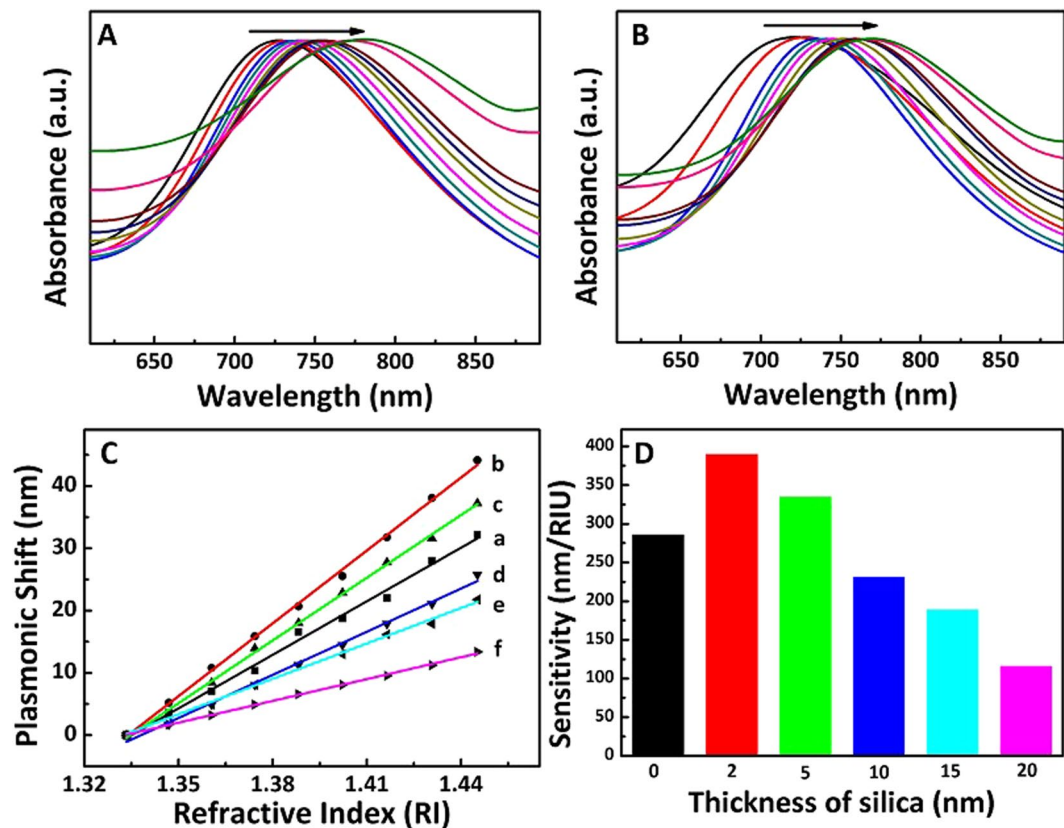 A
Absorbance (a.u.)
650 700 750 800 850
Wavelength (nm)
B
Absorbance (a.u.)
650 700 750 800 850
Wavelength (nm)
C
Plasmonic Shift (nm)
40
30
20
10
0
b
c
a
d
e
f
1.32 1.35 1.38 1.41 1.44
Refractive Index (RI)
D
Sensitivity (nm/RIU)
400
350
300
250
200
150
100
50
0
0 2 5 10 15 20
Thickness of silica (nm)